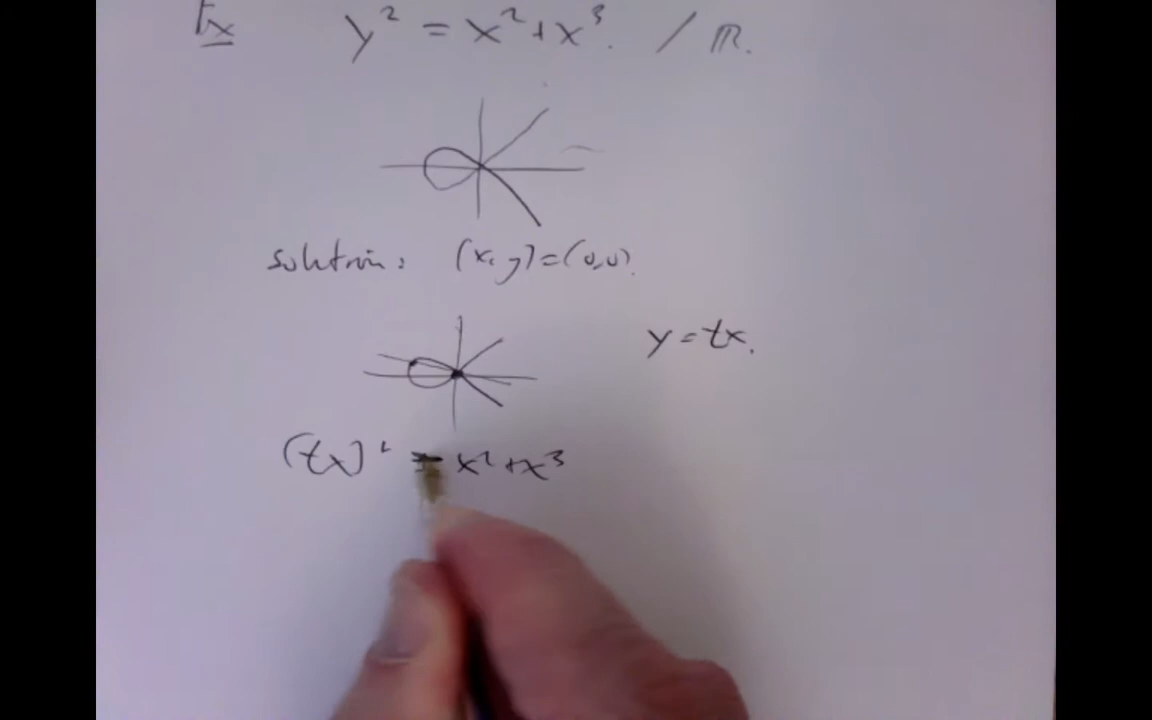 Ex y² = x² + x³. / ℝ.
solution: (x, y) = (0,0).
y = tx.
(tx)² = x² + x³